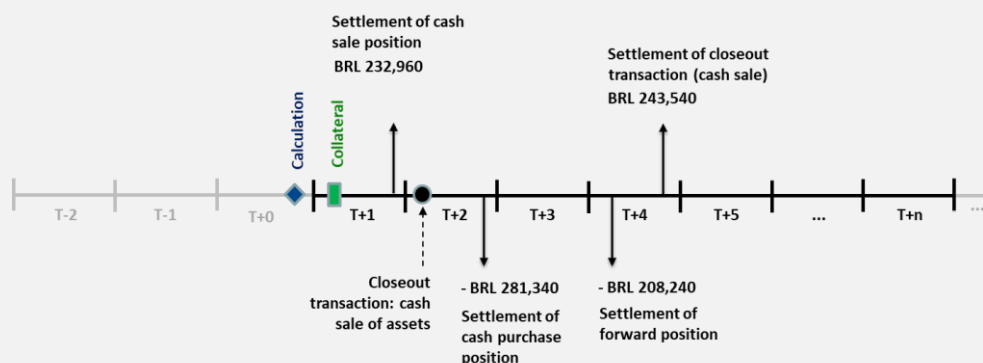 Settlement of cash
sale position
BRL 232,960
Settlement of closeout
transaction (cash sale)
BRL 243,540
Calculation
Collateral
T-2
T-1
T+0
T+1
T+2
T+3
T+4
T+5
...
T+n
...
Closeout
transaction: cash
sale of assets
- BRL 281,340
Settlement of
cash purchase
position
- BRL 208,240
Settlement of
forward position